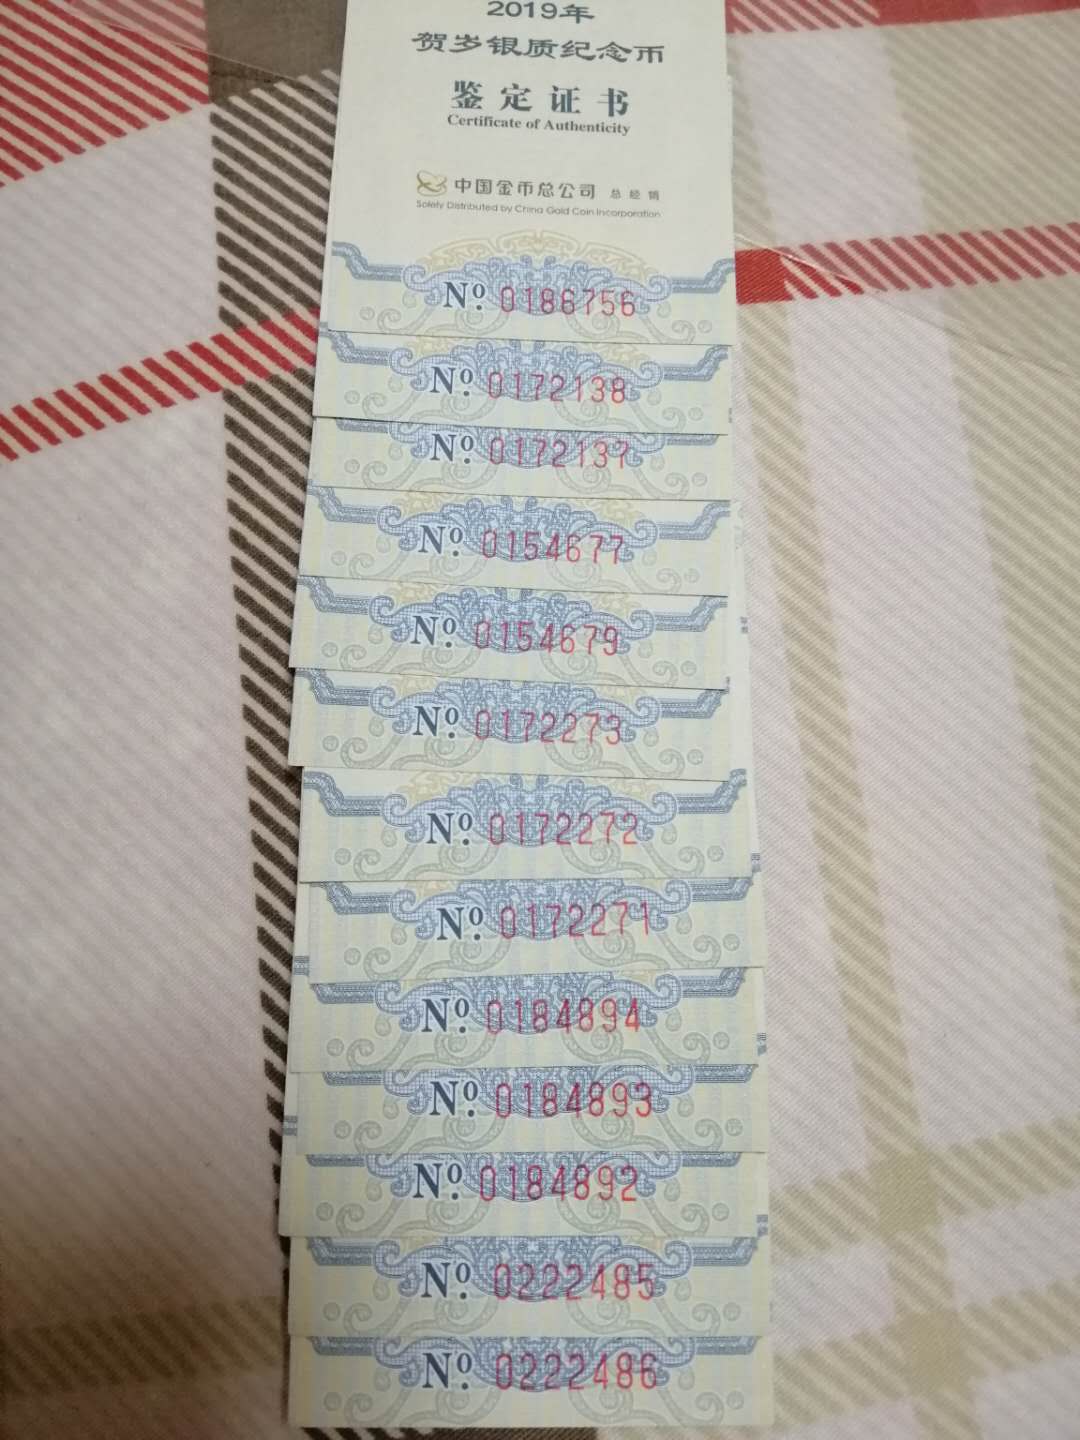 2019年
贺岁银质纪念币
鉴定证书
Certificate of Authenticity
中国金币总公司 总经销
Solely Distributed by China Gold Coin Incorporation
Nº. 0186756
Nº. 0172138
Nº. 0172137
Nº. 0154677
Nº. 0154679
Nº. 0172273
Nº. 0172272
Nº. 0172271
Nº. 0184894
Nº. 0184893
Nº. 0184892
Nº. 0222485
Nº. 0222486